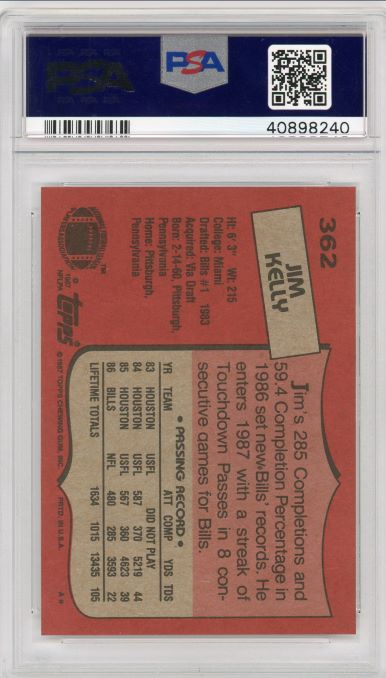 PSA
PSA
40898240
362
JIM
KELLY
Ht: 6' 3" Wt: 215
College: Miami
Drafted: Bills #1 1983
Acquired: Via Draft
Born: 2-14-60, Pittsburgh,
Pennsylvania
Home: Pittsburgh,
Pennsylvania
TM
© 1987
NFLPA
topps
© 1987 TOPPS CHEWING GUM, INC.
PRTD. IN U.S.A.
A*
Jim's 285 Completions and
59.4 Completion Percentage in
1986 set new Bills' records. He
enters 1987 with a streak of
Touchdown Passes in 8 con-
secutive games for Bills.
• PASSING RECORD •
YR TEAM ATT COMP YDS TDS
83 HOUSTON USFL DID NOT PLAY
84 HOUSTON USFL 587 370 5219 44
85 HOUSTON USFL 567 360 4623 39
86 BILLS NFL 480 285 3593 22
LIFETIME TOTALS 1634 1015 13435 105